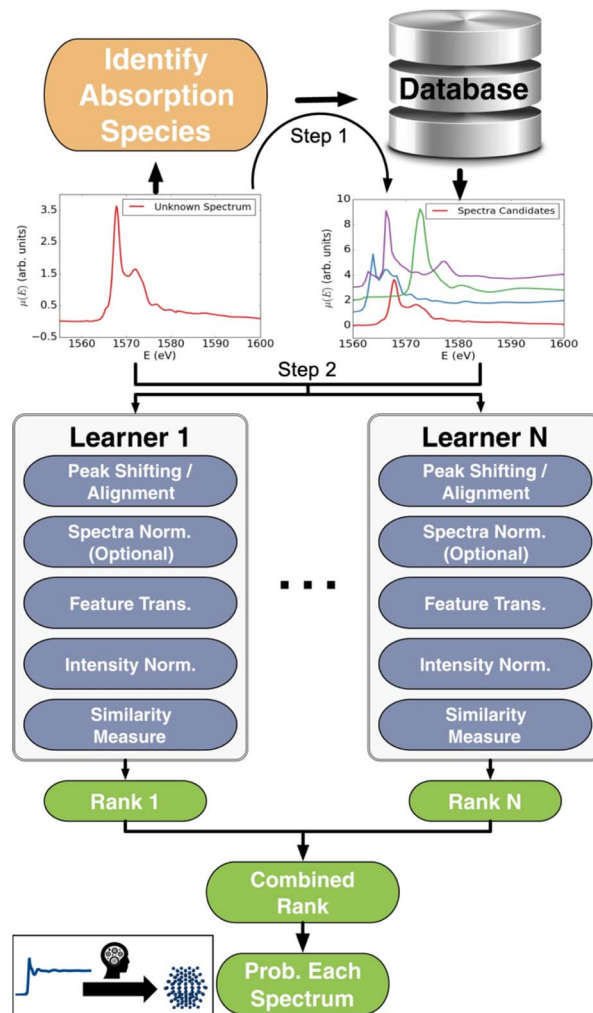 Identify
Absorption
Species
Database
Step 1
Unknown Spectrum
3.5
2.5
1.5
0.5
−0.5
μ(E) (arb. units)
1560 1570 1580 1590 1600
E (eV)
Spectra Candidates
10
8
6
4
2
0
μ(E) (arb. units)
1560 1570 1580 1590 1600
E (eV)
Step 2
Learner 1
Peak Shifting /
Alignment
Spectra Norm.
(Optional)
Feature Trans.
Intensity Norm.
Similarity
Measure
Rank 1
...
Learner N
Peak Shifting /
Alignment
Spectra Norm.
(Optional)
Feature Trans.
Intensity Norm.
Similarity
Measure
Rank N
Combined
Rank
Prob. Each
Spectrum